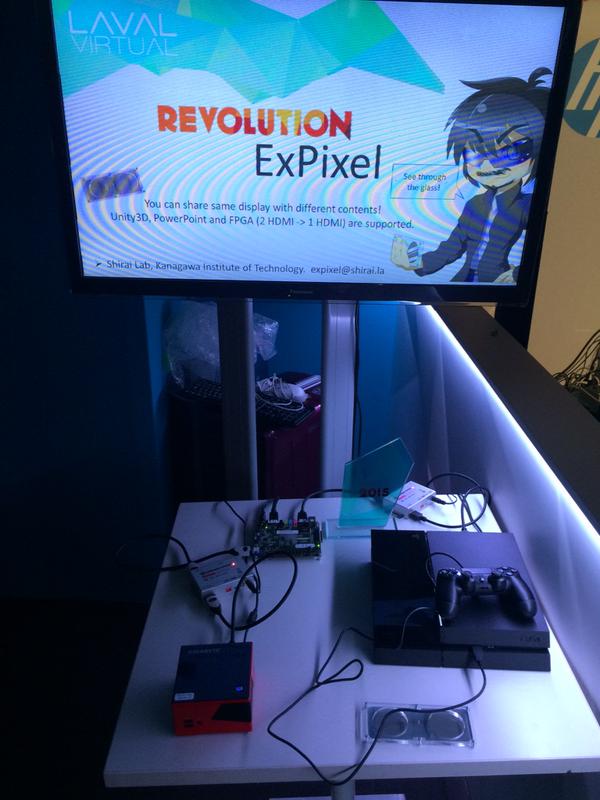 LAVAL
VIRTUAL
REVOLUTION
ExPixel
See through
the glass!
You can share same display with different contents!
Unity3D, PowerPoint and FPGA (2 HDMI -> 1 HDMI) are supported.
➤ Shirai Lab, Kanagawa Institute of Technology. expixel@shirai.la
hp
2015
GIGABYTE